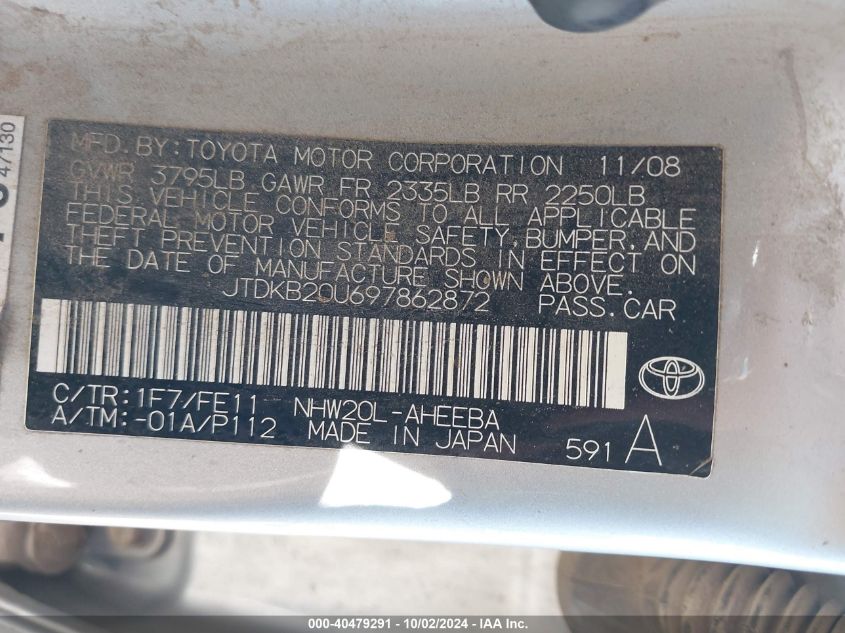 47130
MFD.BY:TOYOTA MOTOR CORPORATION 11/08
GVWR 3795LB GAWR FR 2335LB RR 2250LB
THIS VEHICLE CONFORMS TO ALL APPLICABLE
FEDERAL MOTOR VEHICLE SAFETY,BUMPER,AND
THEFT PREVENTION STANDARDS IN EFFECT ON
THE DATE OF MANUFACTURE SHOWN ABOVE.
JTDKB20U697862872 PASS.CAR
C/TR:1F7/FE11 NHW20L-AHEEBA
A/TM:-01A/P112 MADE IN JAPAN 591 A
000-40479291 - 10/02/2024 - IAA Inc.